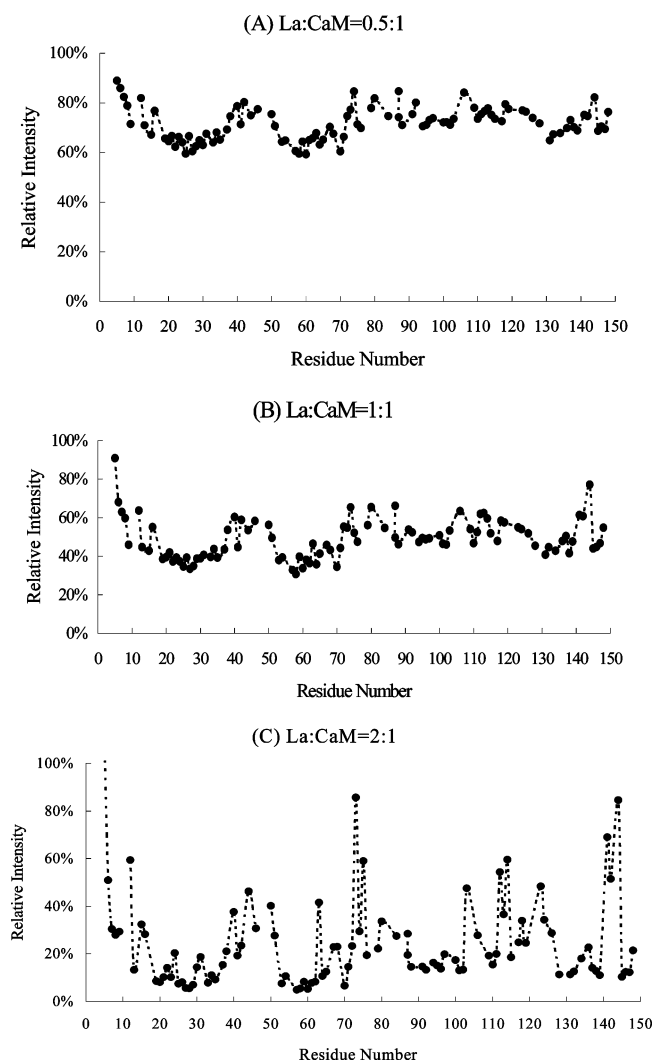 (A) La:CaM=0.5:1
100%
80%
60%
40%
20%
0%
Relative Intensity
0 10 20 30 40 50 60 70 80 90 100 110 120 130 140 150
Residue Number
(B) La:CaM=1:1
100%
80%
60%
40%
20%
0%
Relative Intensity
0 10 20 30 40 50 60 70 80 90 100 110 120 130 140 150
Residue Number
(C) La:CaM=2:1
100%
80%
60%
40%
20%
0%
Relative Intensity
0 10 20 30 40 50 60 70 80 90 100 110 120 130 140 150
Residue Number